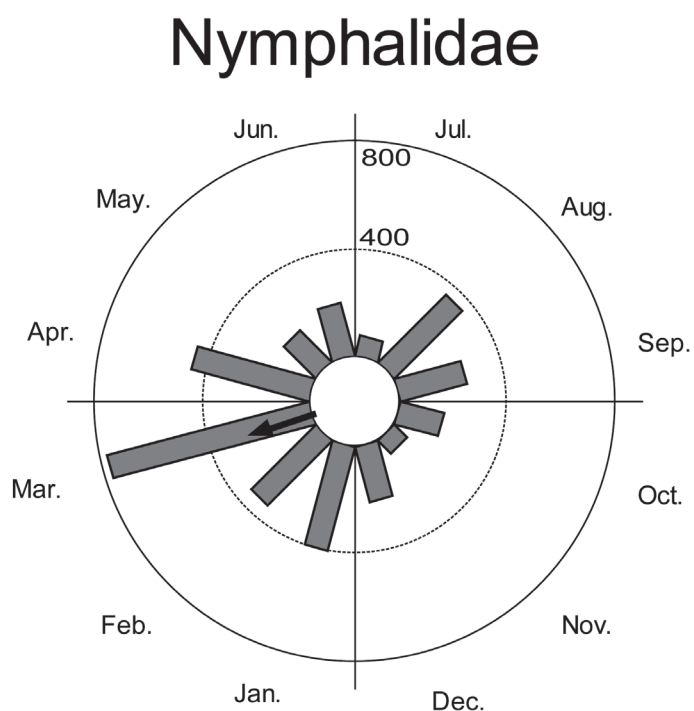 Nymphalidae
Jun.
Jul.
800
May.
Aug.
400
Apr.
Sep.
Mar.
Oct.
Feb.
Nov.
Jan.
Dec.